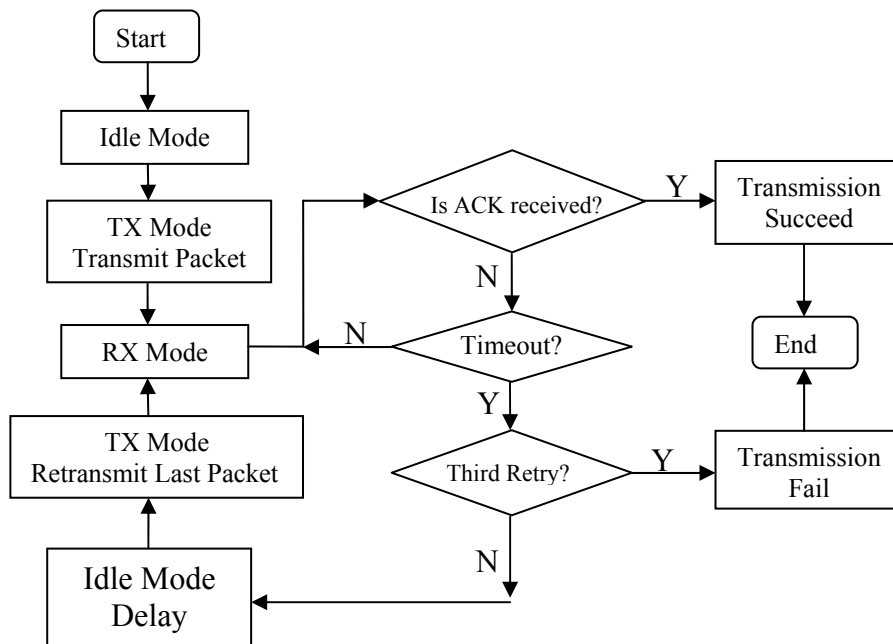 Start
Idle Mode
TX Mode
Transmit Packet
RX Mode
TX Mode
Retransmit Last Packet
Idle Mode
Delay
Is ACK received?
Y
N
Timeout?
N
Y
Third Retry?
Y
N
Transmission
Succeed
End
Transmission
Fail